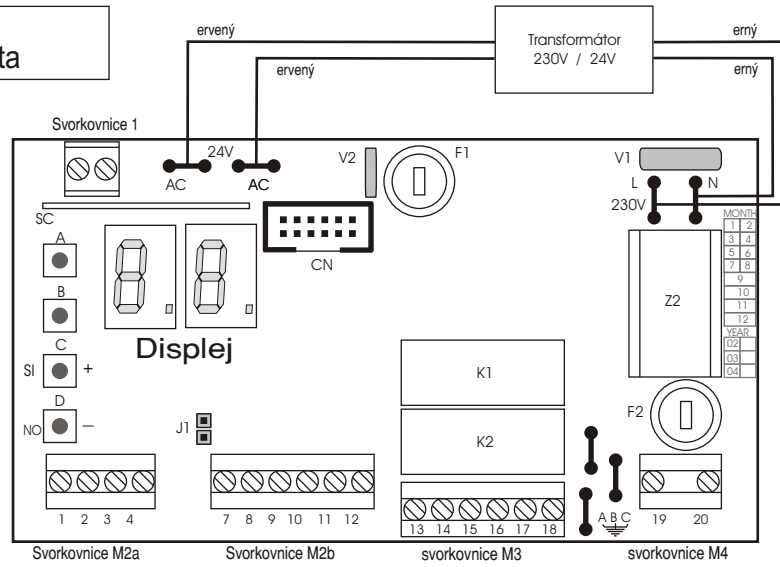 ta
ervený
ervený
Transformátor
230V / 24V
erný
erný
Svorkovnice 1
24V
AC
AC
V2
F1
V1
L
N
230V
SC
A
B
C
SI
+
D
NO
–
CN
Displej
J1
K1
K2
Z2
F2
MONTH
1 2
3 4
5 6
7 8
9
10
11
12
YEAR
02
03
04
1 2 3 4
7 8 9 10 11 12
13 14 15 16 17 18
A B C
19 20
Svorkovnice M2a
Svorkovnice M2b
svorkovnice M3
svorkovnice M4